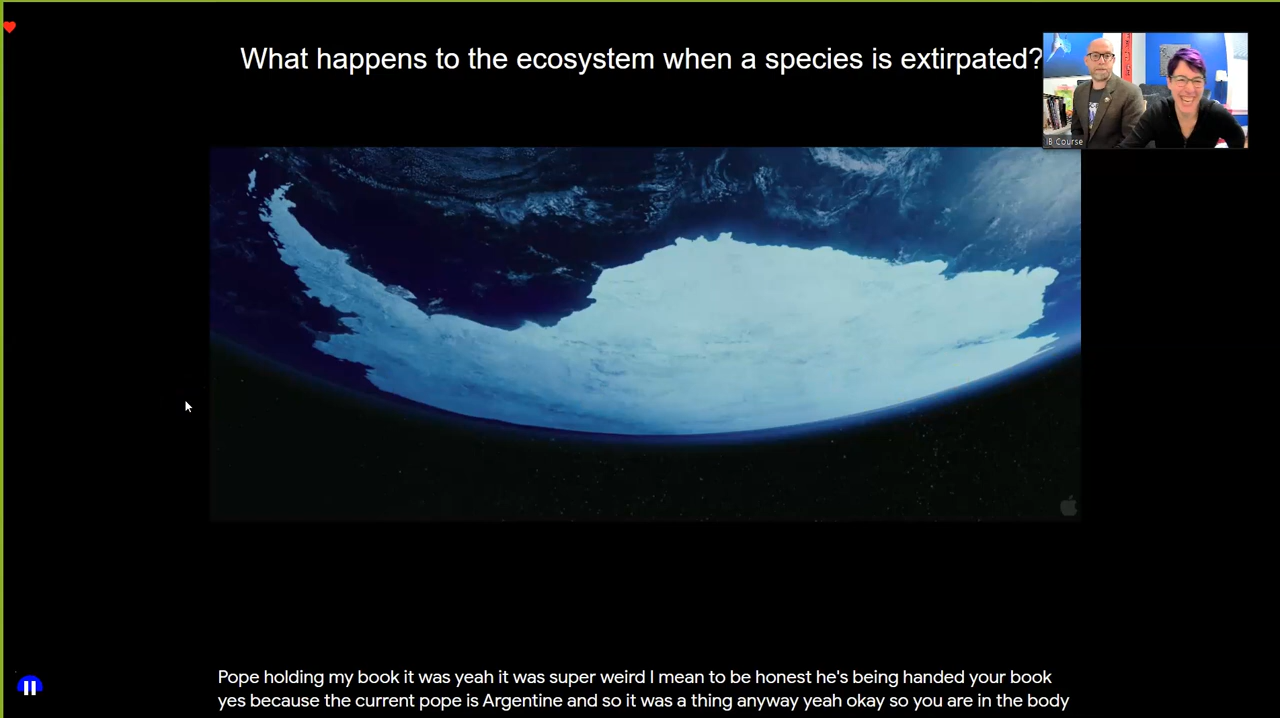 What happens to the ecosystem when a species is extirpated?
IB Course
Pope holding my book it was yeah it was super weird I mean to be honest he's being handed your book
yes because the current pope is Argentine and so it was a thing anyway yeah okay so you are in the body